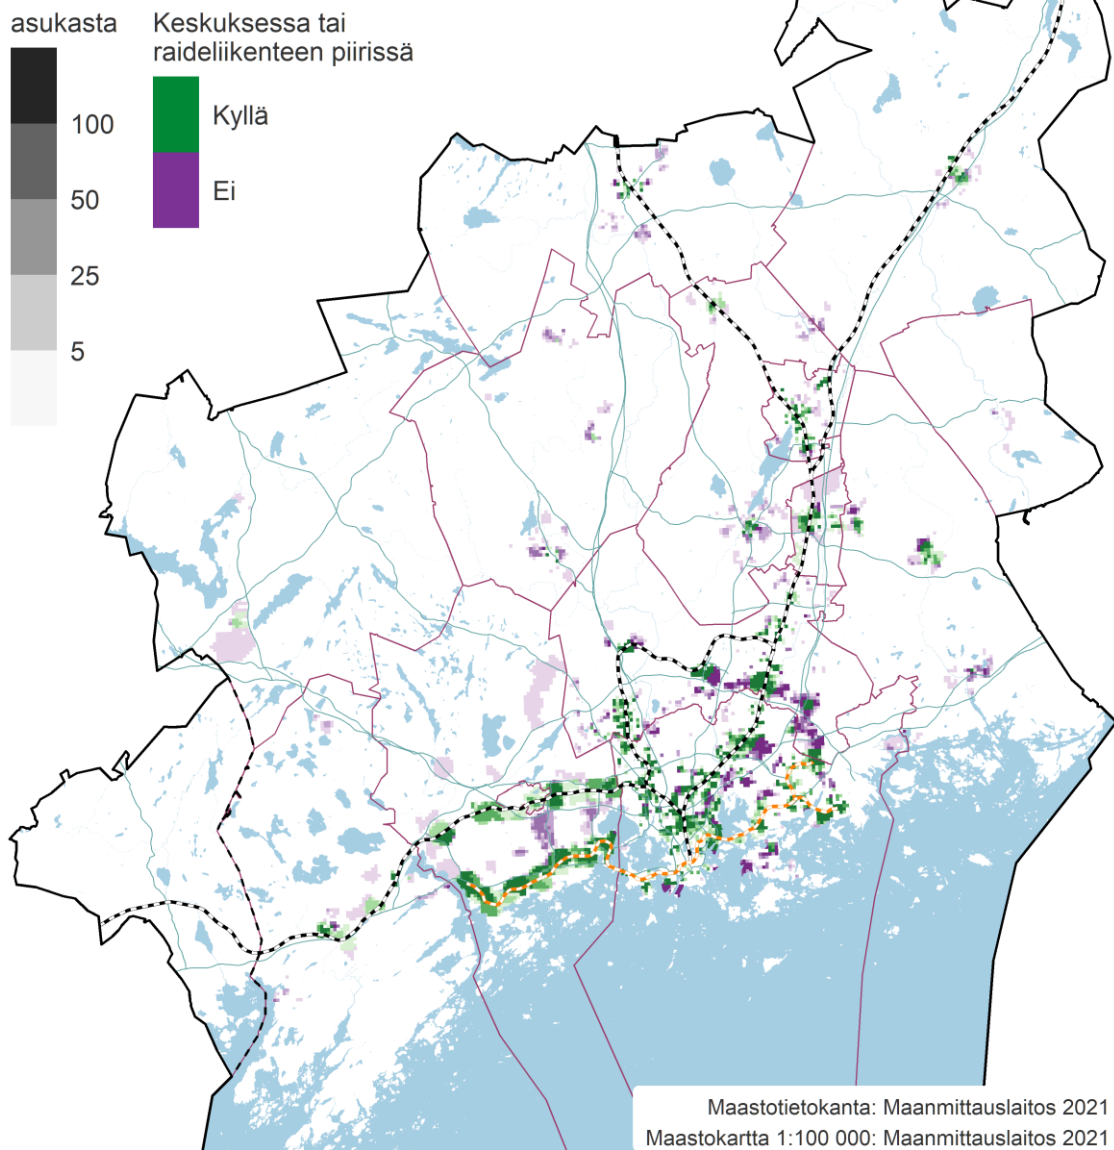 asukasta
100
50
25
5
Keskuksessa tai
raideliikenteen piirissä
Kyllä
Ei
Maastotietokanta: Maanmittauslaitos 2021
Maastokartta 1:100 000: Maanmittauslaitos 2021